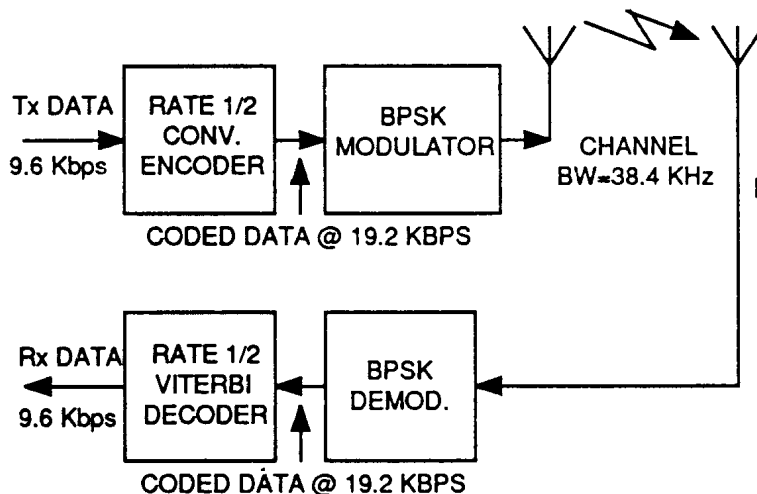 Tx DATA
9.6 Kbps
RATE 1/2
CONV.
ENCODER
BPSK
MODULATOR
CHANNEL
BW=38.4 KHz
CODED DATA @ 19.2 KBPS
Rx DATA
9.6 Kbps
RATE 1/2
VITERBI
DECODER
BPSK
DEMOD.
CODED DATA @ 19.2 KBPS